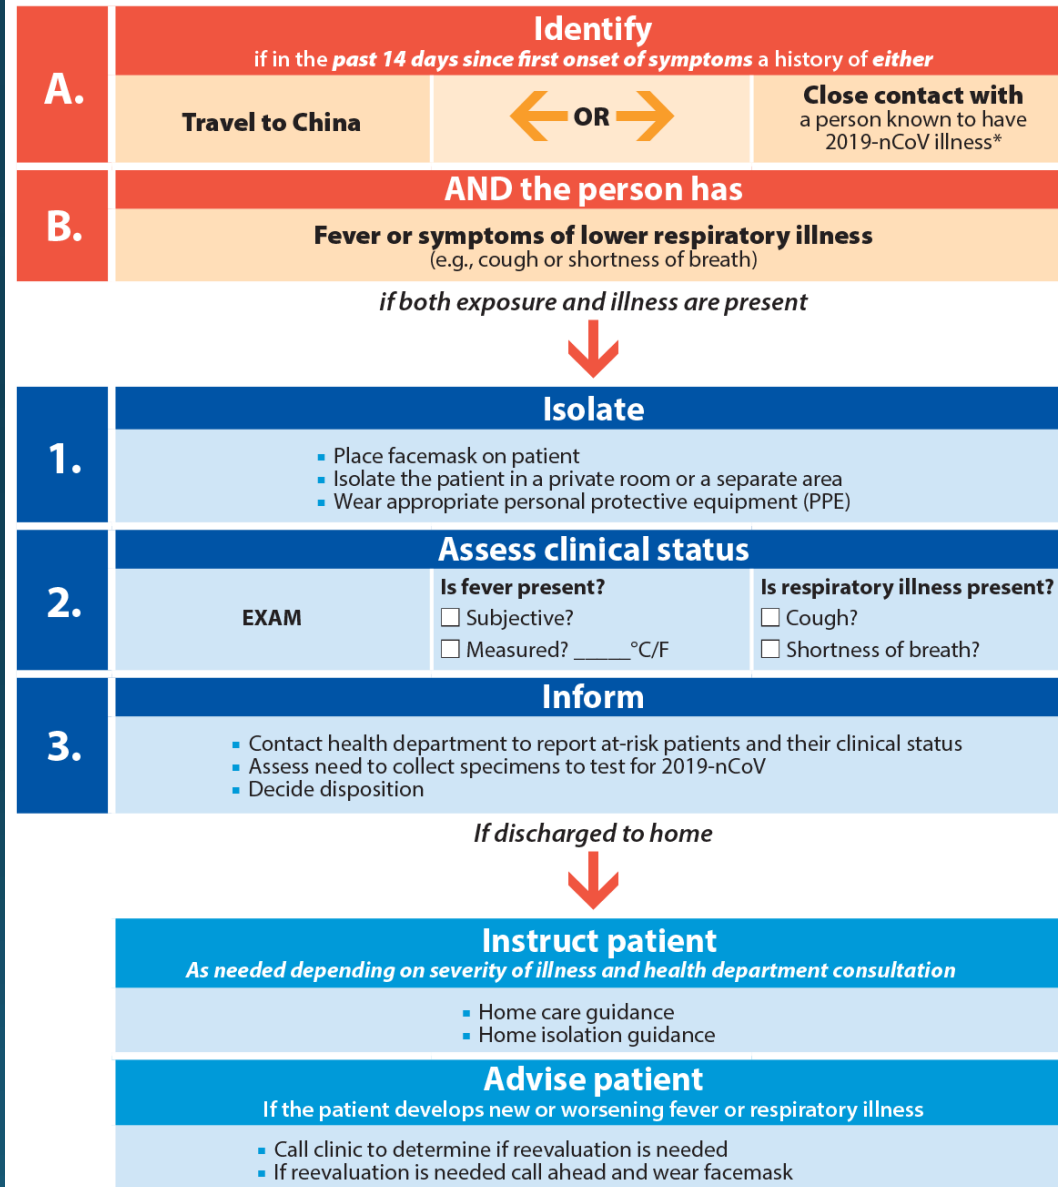 A.
Identify
if in the past 14 days since first onset of symptoms a history of either
Travel to China
OR
Close contact with
a person known to have
2019-nCoV illness*
B.
AND the person has
Fever or symptoms of lower respiratory illness
(e.g., cough or shortness of breath)
if both exposure and illness are present
1.
Isolate
▪ Place facemask on patient
▪ Isolate the patient in a private room or a separate area
▪ Wear appropriate personal protective equipment (PPE)
2.
Assess clinical status
EXAM
Is fever present?
☐ Subjective?
☐ Measured? _____°C/F
Is respiratory illness present?
☐ Cough?
☐ Shortness of breath?
3.
Inform
▪ Contact health department to report at-risk patients and their clinical status
▪ Assess need to collect specimens to test for 2019-nCoV
▪ Decide disposition
If discharged to home
Instruct patient
As needed depending on severity of illness and health department consultation
▪ Home care guidance
▪ Home isolation guidance
Advise patient
If the patient develops new or worsening fever or respiratory illness
▪ Call clinic to determine if reevaluation is needed
▪ If reevaluation is needed call ahead and wear facemask